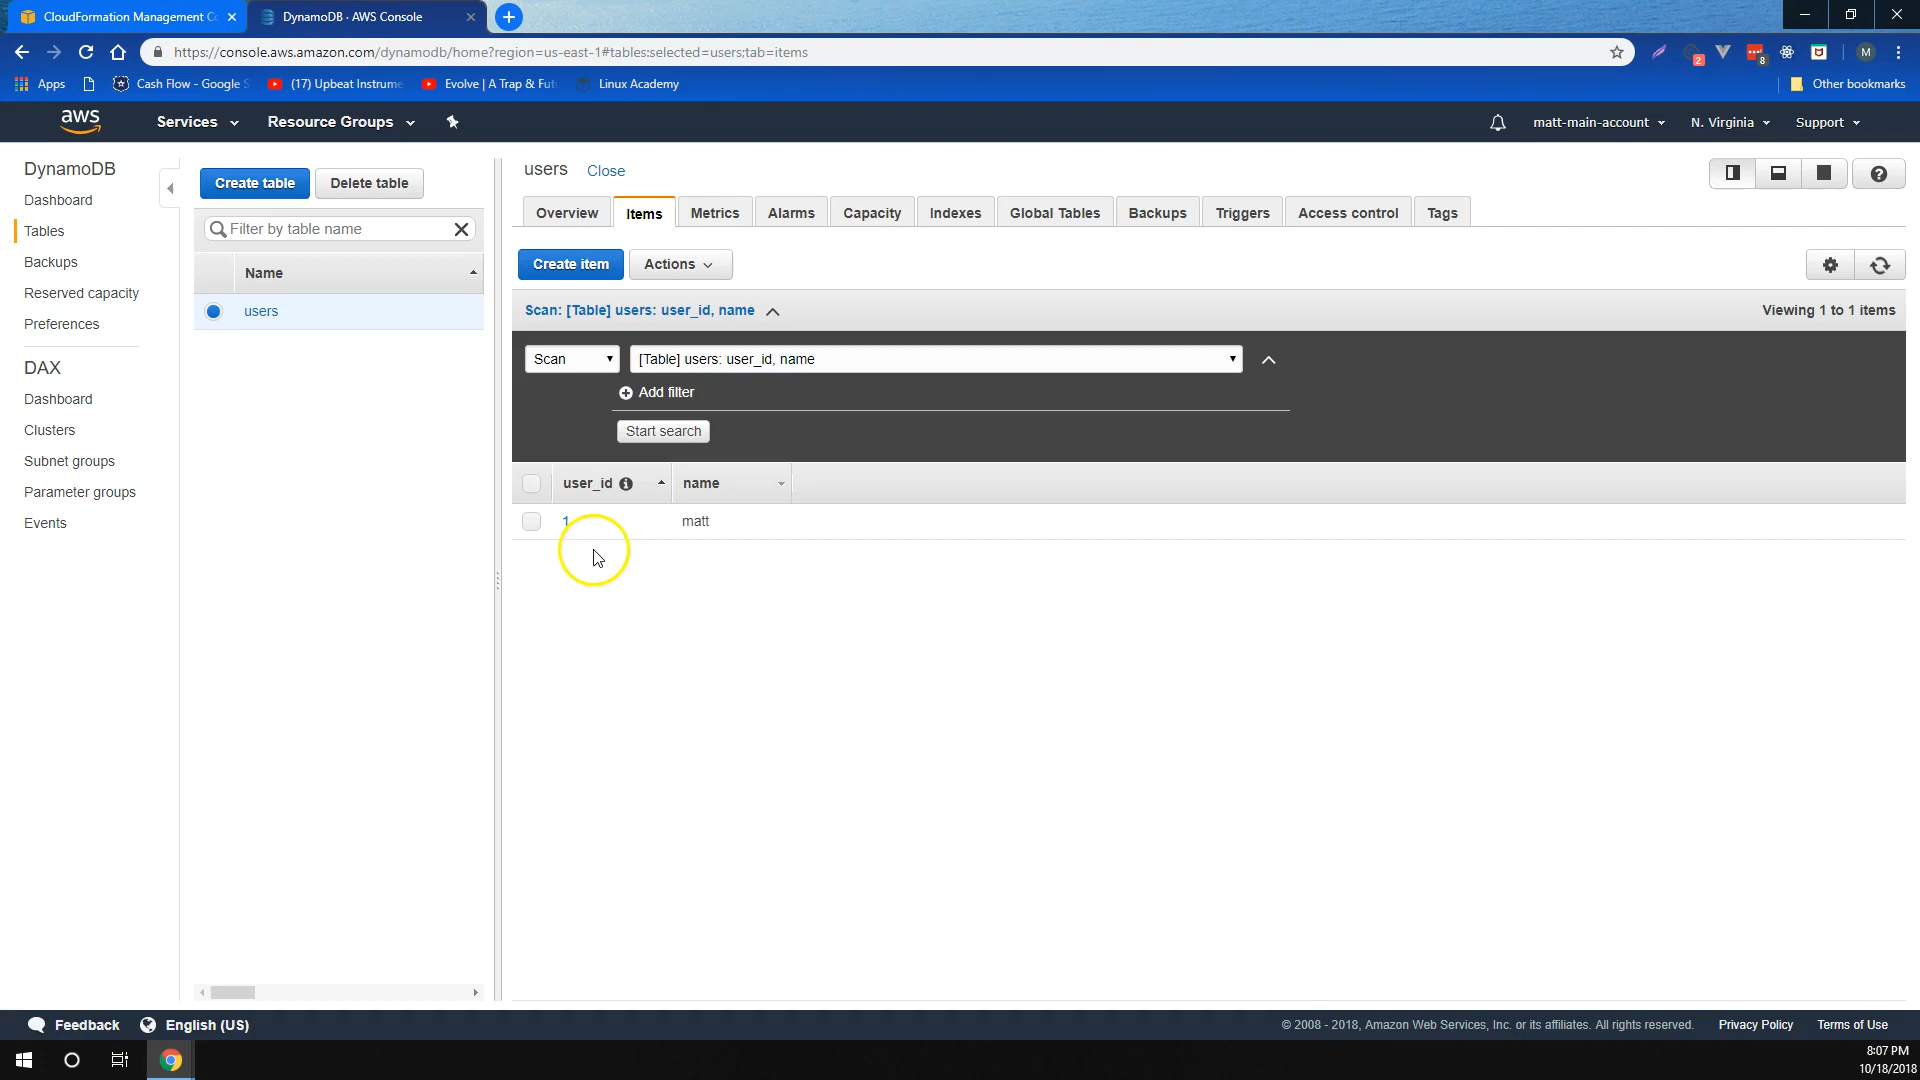 CloudFormation Management Co
DynamoDB · AWS Console
https://console.aws.amazon.com/dynamodb/home?region=us-east-1#tables:selected=users;tab=items
2
8
M
Apps
Cash Flow - Google S
(17) Upbeat Instrume
Evolve | A Trap & Fut
Linux Academy
Other bookmarks
aws
Services
Resource Groups
matt-main-account
N. Virginia
Support
DynamoDB
Dashboard
Tables
Backups
Reserved capacity
Preferences
DAX
Dashboard
Clusters
Subnet groups
Parameter groups
Events
Create table
Delete table
Filter by table name
Name
users
users
Close
Overview
Items
Metrics
Alarms
Capacity
Indexes
Global Tables
Backups
Triggers
Access control
Tags
Create item
Actions
Scan: [Table] users: user_id, name
Viewing 1 to 1 items
Scan
[Table] users: user_id, name
Add filter
Start search
user_id
name
1
matt
Feedback
English (US)
© 2008 - 2018, Amazon Web Services, Inc. or its affiliates. All rights reserved.
Privacy Policy
Terms of Use
8:07 PM
10/18/2018